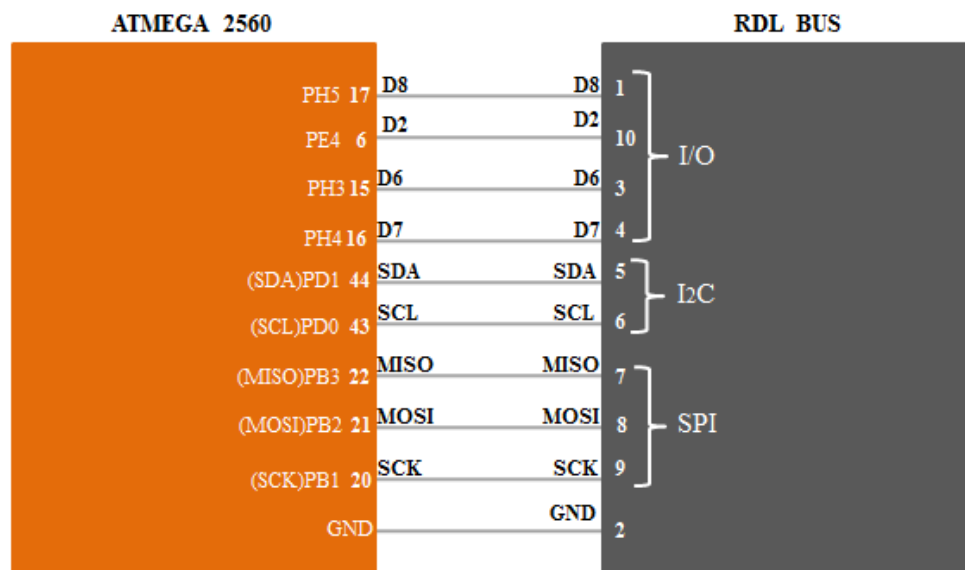 ATMEGA 2560 RDL BUS
PH5 17 D8 D8 1
PE4 6 D2 D2 10
I/O
PH3 15 D6 D6 3
PH4 16 D7 D7 4
(SDA)PD1 44 SDA SDA 5
I2C
(SCL)PD0 43 SCL SCL 6
(MISO)PB3 22 MISO MISO 7
(MOSI)PB2 21 MOSI MOSI 8 SPI
(SCK)PB1 20 SCK SCK 9
GND GND 2